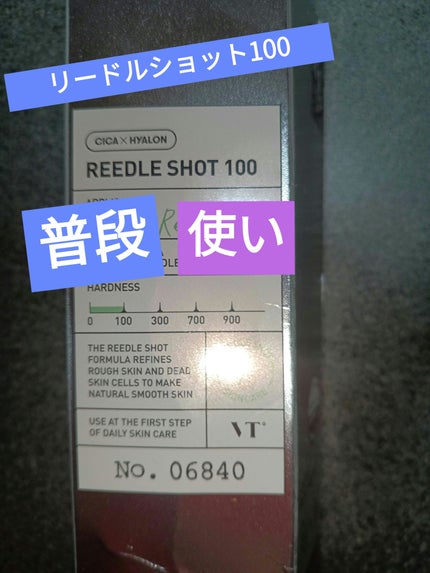 リードルショット100
CICA × HYALON
REEDLE SHOT 100
普段
使い
HARDNESS
0 100 300 700 900
THE REEDLE SHOT
FORMULA REFINES
ROUGH SKIN AND DEAD
SKIN CELLS TO MAKE
NATURAL SMOOTH SKIN
USE AT THE FIRST STEP
OF DAILY SKIN CARE
VT
No. 06840